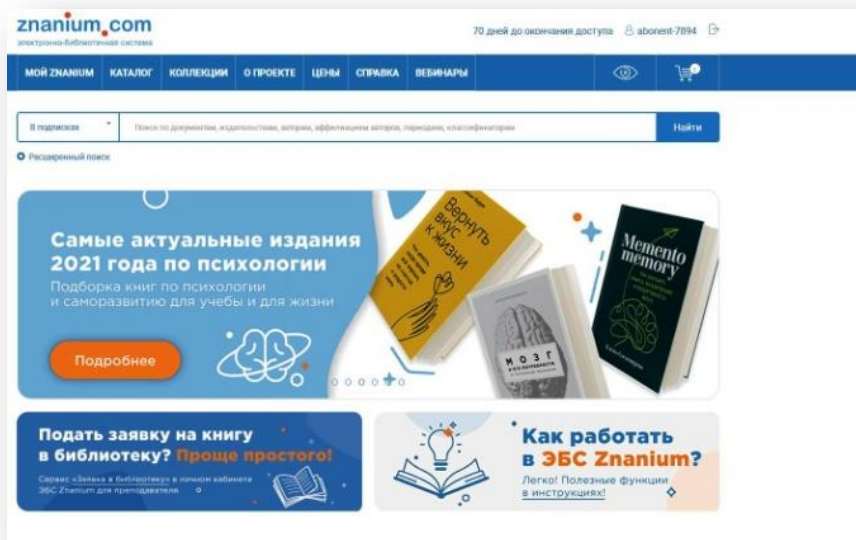 znanium.com
электронно-библиотечная система
70 дней до окончания доступа abonent-7894
МОЙ ZNANIUM КАТАЛОГ КОЛЛЕКЦИИ О ПРОЕКТЕ ЦЕНЫ СПРАВКА ВЕБИНАРЫ
В подписках Поиск по документам, издательствам, авторам, аффилиациям авторов, периодике, классификаторам Найти
Расширенный поиск
Самые актуальные издания
2021 года по психологии
Подборка книг по психологии
и саморазвитию для учебы и для жизни
Подробнее
Вернуть
вкус
к жизни
МОЗГ
Memento
memory
Подать заявку на книгу
в библиотеку? Проще простого!
Сервис «Заявка в библиотеку» в личном кабинете
ЭБС Znanium для преподавателя
Как работать
в ЭБС Znanium?
Легко! Полезные функции
в инструкциях!